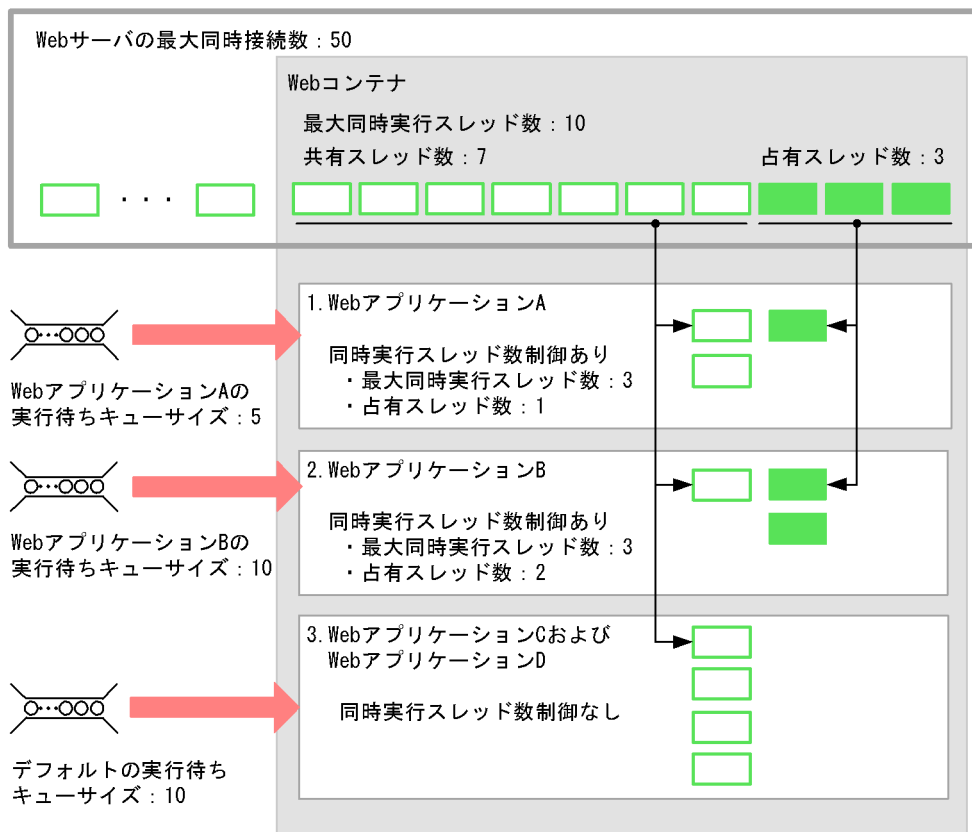 Webサーバの最大同時接続数：50
Webコンテナ
最大同時実行スレッド数：10
共有スレッド数：7
占有スレッド数：3
・・・
1.WebアプリケーションA
同時実行スレッド数制御あり
・最大同時実行スレッド数：3
・占有スレッド数：1
WebアプリケーションAの
実行待ちキューサイズ：5
2.WebアプリケーションB
同時実行スレッド数制御あり
・最大同時実行スレッド数：3
・占有スレッド数：2
WebアプリケーションBの
実行待ちキューサイズ：10
3.WebアプリケーションCおよび
WebアプリケーションD
同時実行スレッド数制御なし
デフォルトの実行待ち
キューサイズ：10